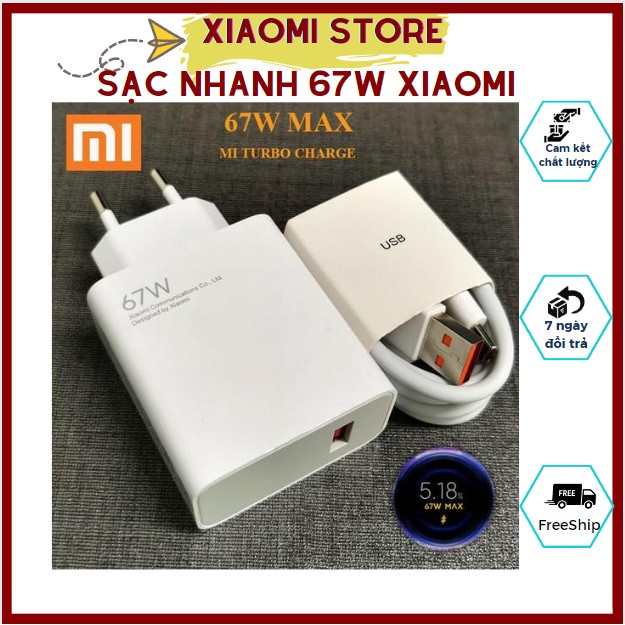 XIAOMI STORE
SẠC NHANH 67W XIAOMI
mi
67W MAX
MI TURBO CHARGE
Cam kết
chất lượng
USB
67W
Xiaomi Communications Co., Ltd.
Designed by Xiaomi
7 ngày
đổi trả
5.18%
67W MAX
FREE
FreeShip